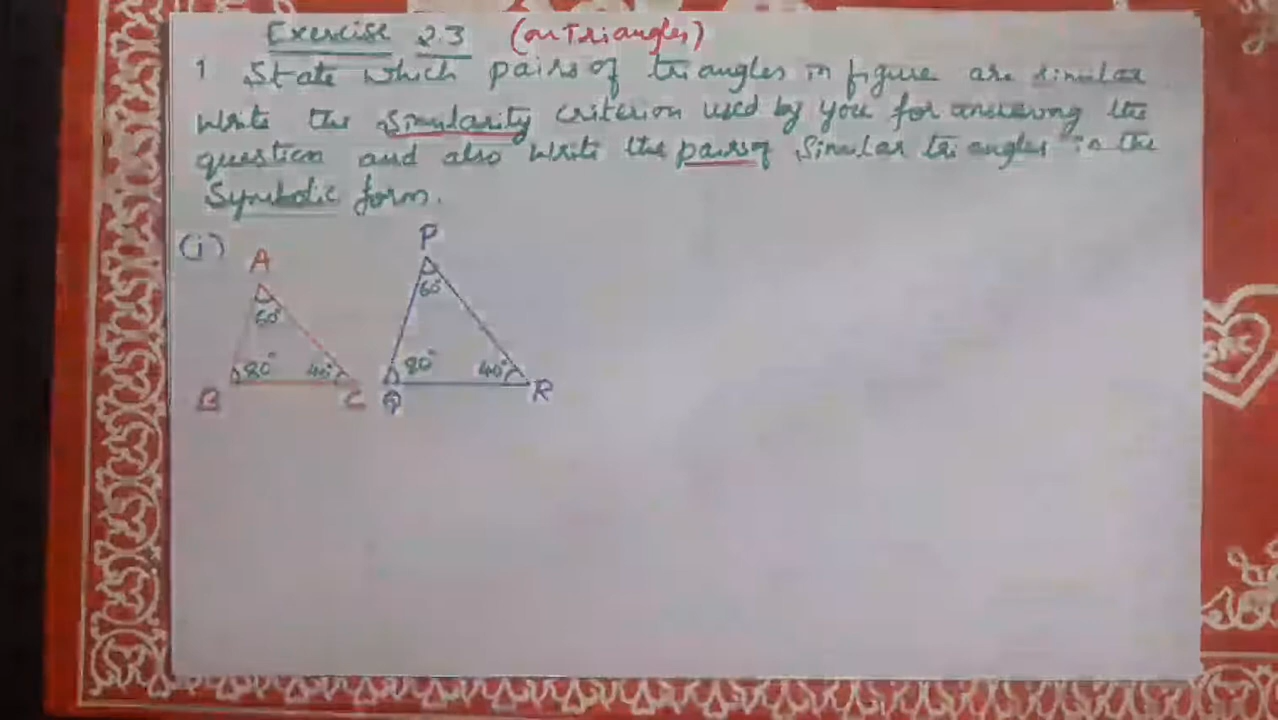 Exercise 2.3 (on Triangles)
1 State which pairs of triangles in figure are similar
Write the similarity criterion used by you for answering the
question and also write the pairs of similar triangles in the
Symbolic form.
(i)
A
60°
80° 40°
B C
P
60°
80° 40°
Q R